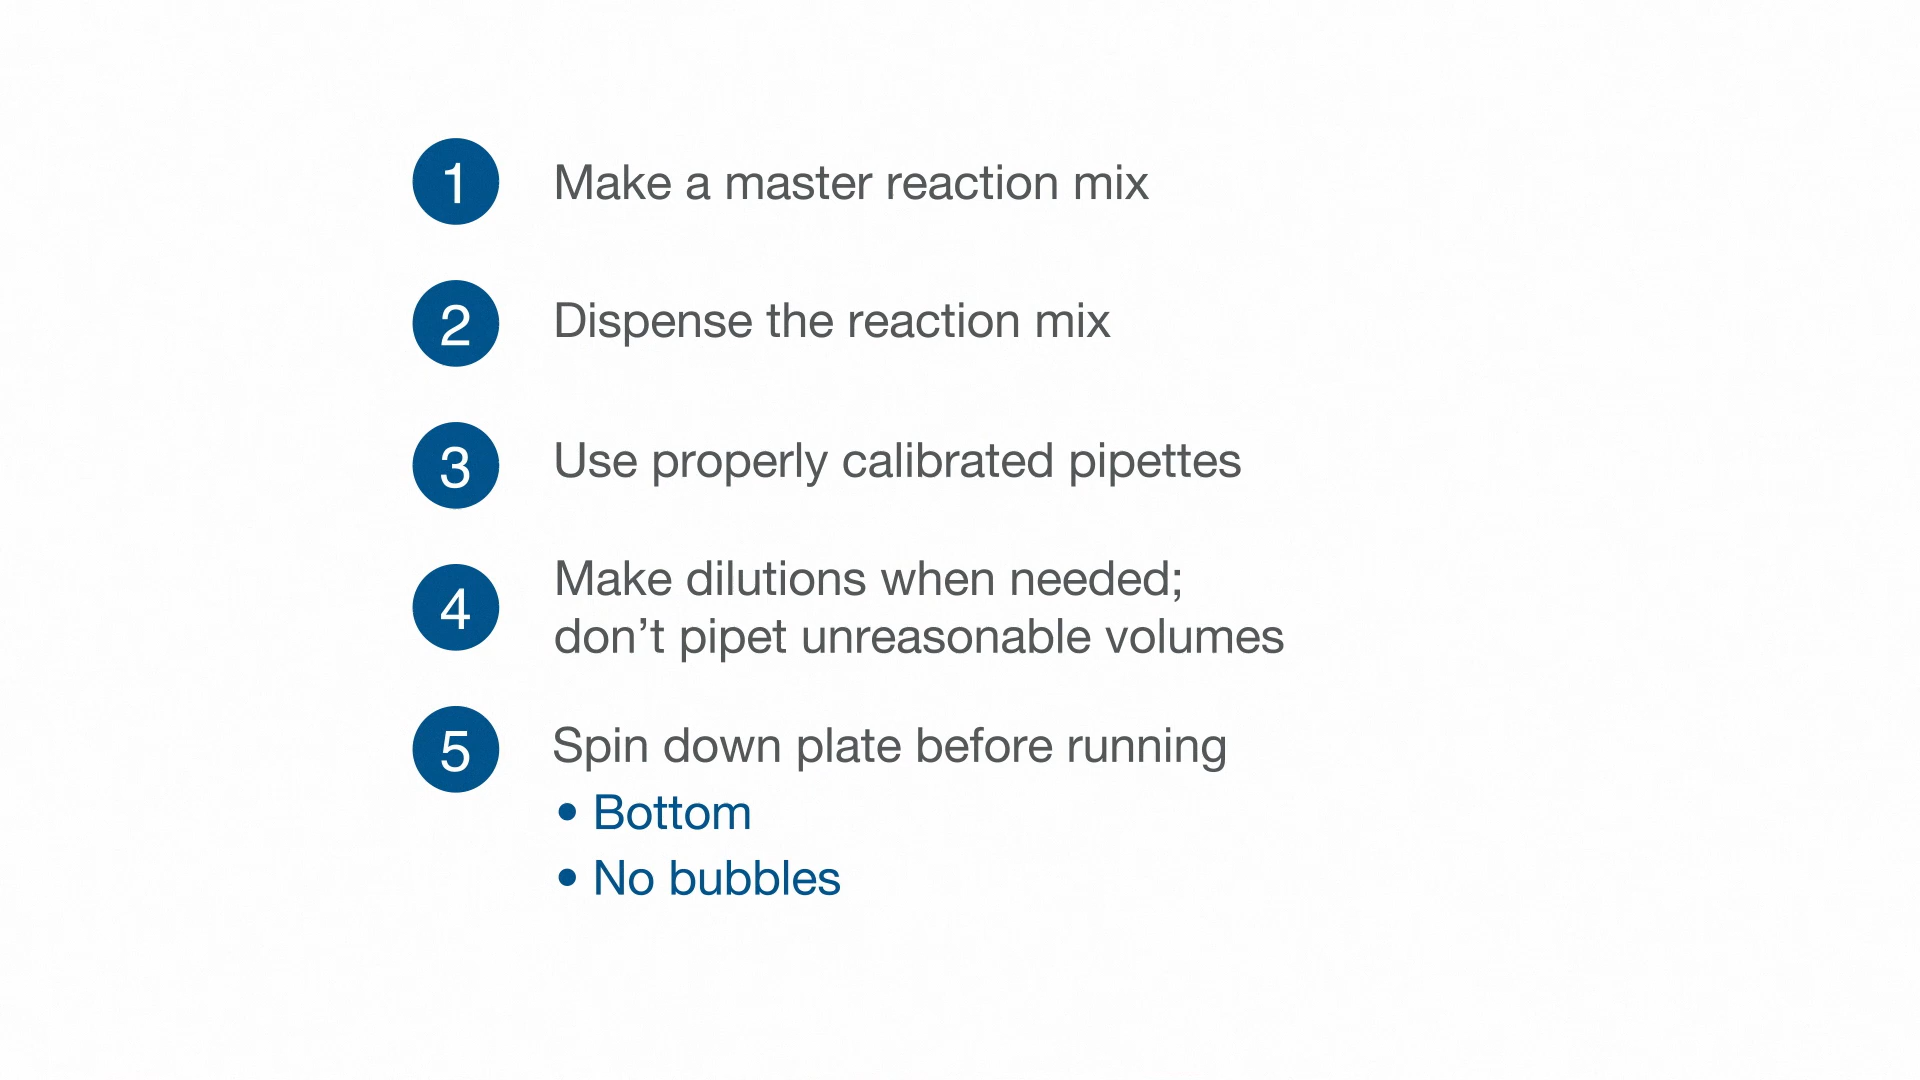 1 Make a master reaction mix
2 Dispense the reaction mix
3 Use properly calibrated pipettes
4 Make dilutions when needed;
don’t pipet unreasonable volumes
5 Spin down plate before running
• Bottom
• No bubbles